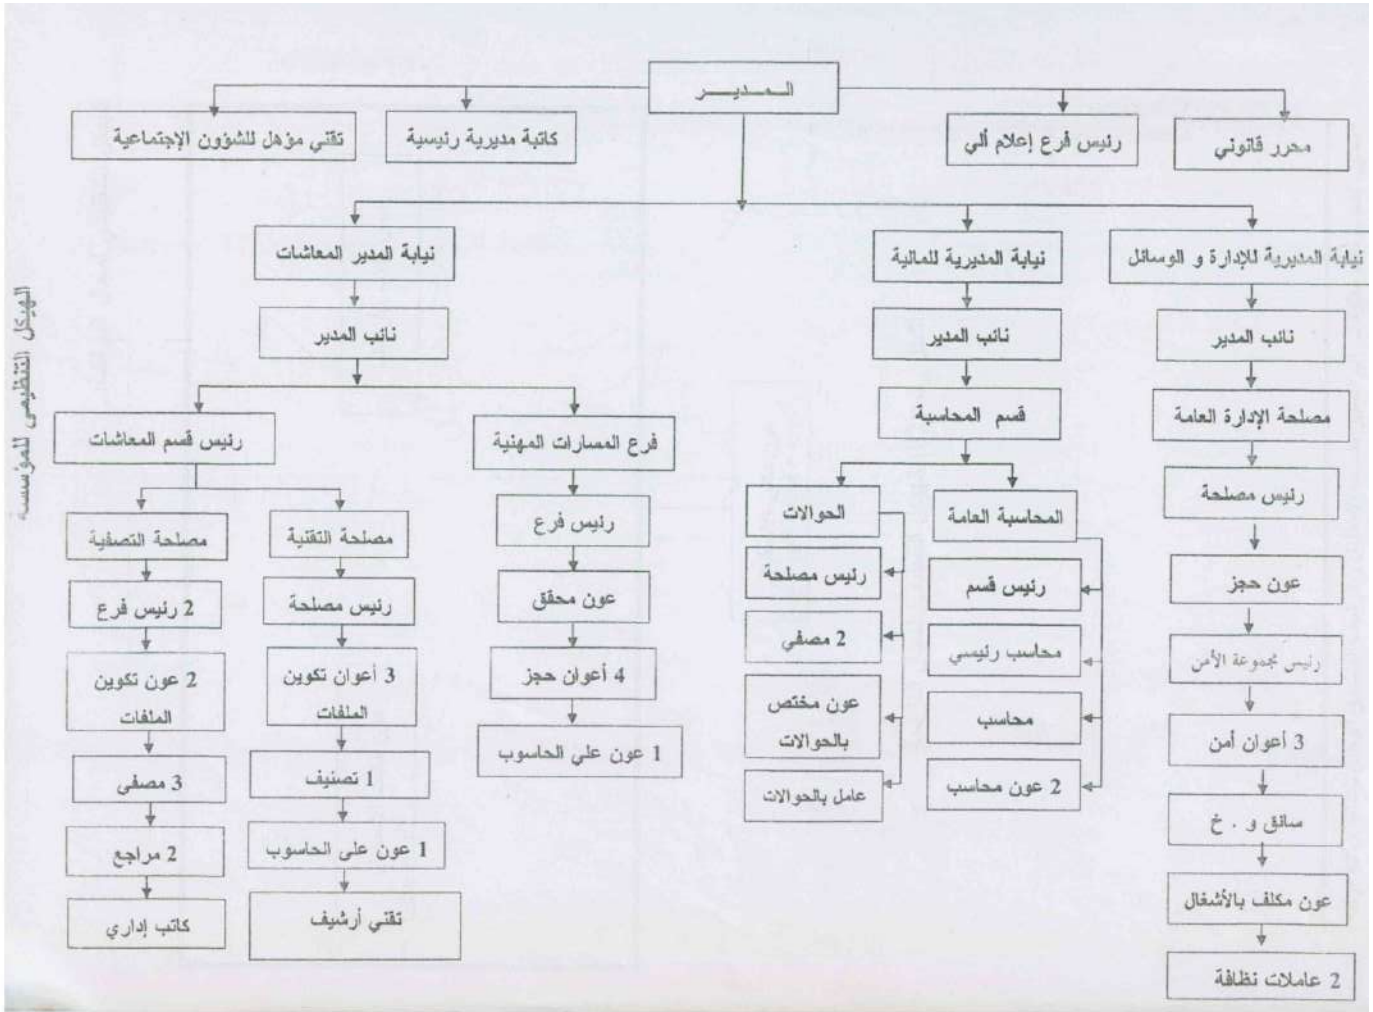 الهيكل التنظيمي للمؤسسة
المديـر
محرر قانوني
رئيس فرع إعلام ألي
كاتبة مديرية رئيسية
تقني مؤهل للشؤون الإجتماعية
نيابة المديرية للإدارة و الوسائل
نائب المدير
مصلحة الإدارة العامة
رئيس مصلحة
عون حجز
رئيس مجموعة الأمن
3 أعوان أمن
سائق و . خ
عون مكلف بالأشغال
2 عاملات نظافة
نيابة المديرية للمالية
نائب المدير
قسم المحاسبة
المحاسبة العامة
رئيس قسم
محاسب رئيسي
محاسب
2 عون محاسب
الحوالات
رئيس مصلحة
2 مصفي
عون مختص
بالحوالات
عامل بالحوالات
نيابة المدير المعاشات
نائب المدير
فرع المسارات المهنية
رئيس فرع
عون محقق
4 أعوان حجز
1 عون على الحاسوب
رئيس قسم المعاشات
مصلحة التقنية
رئيس مصلحة
3 أعوان تكوين
الملفات
1 تصنيف
1 عون على الحاسوب
تقني أرشيف
مصلحة التصفية
2 رئيس فرع
2 عون تكوين
الملفات
3 مصفي
2 مراجع
كاتب إداري